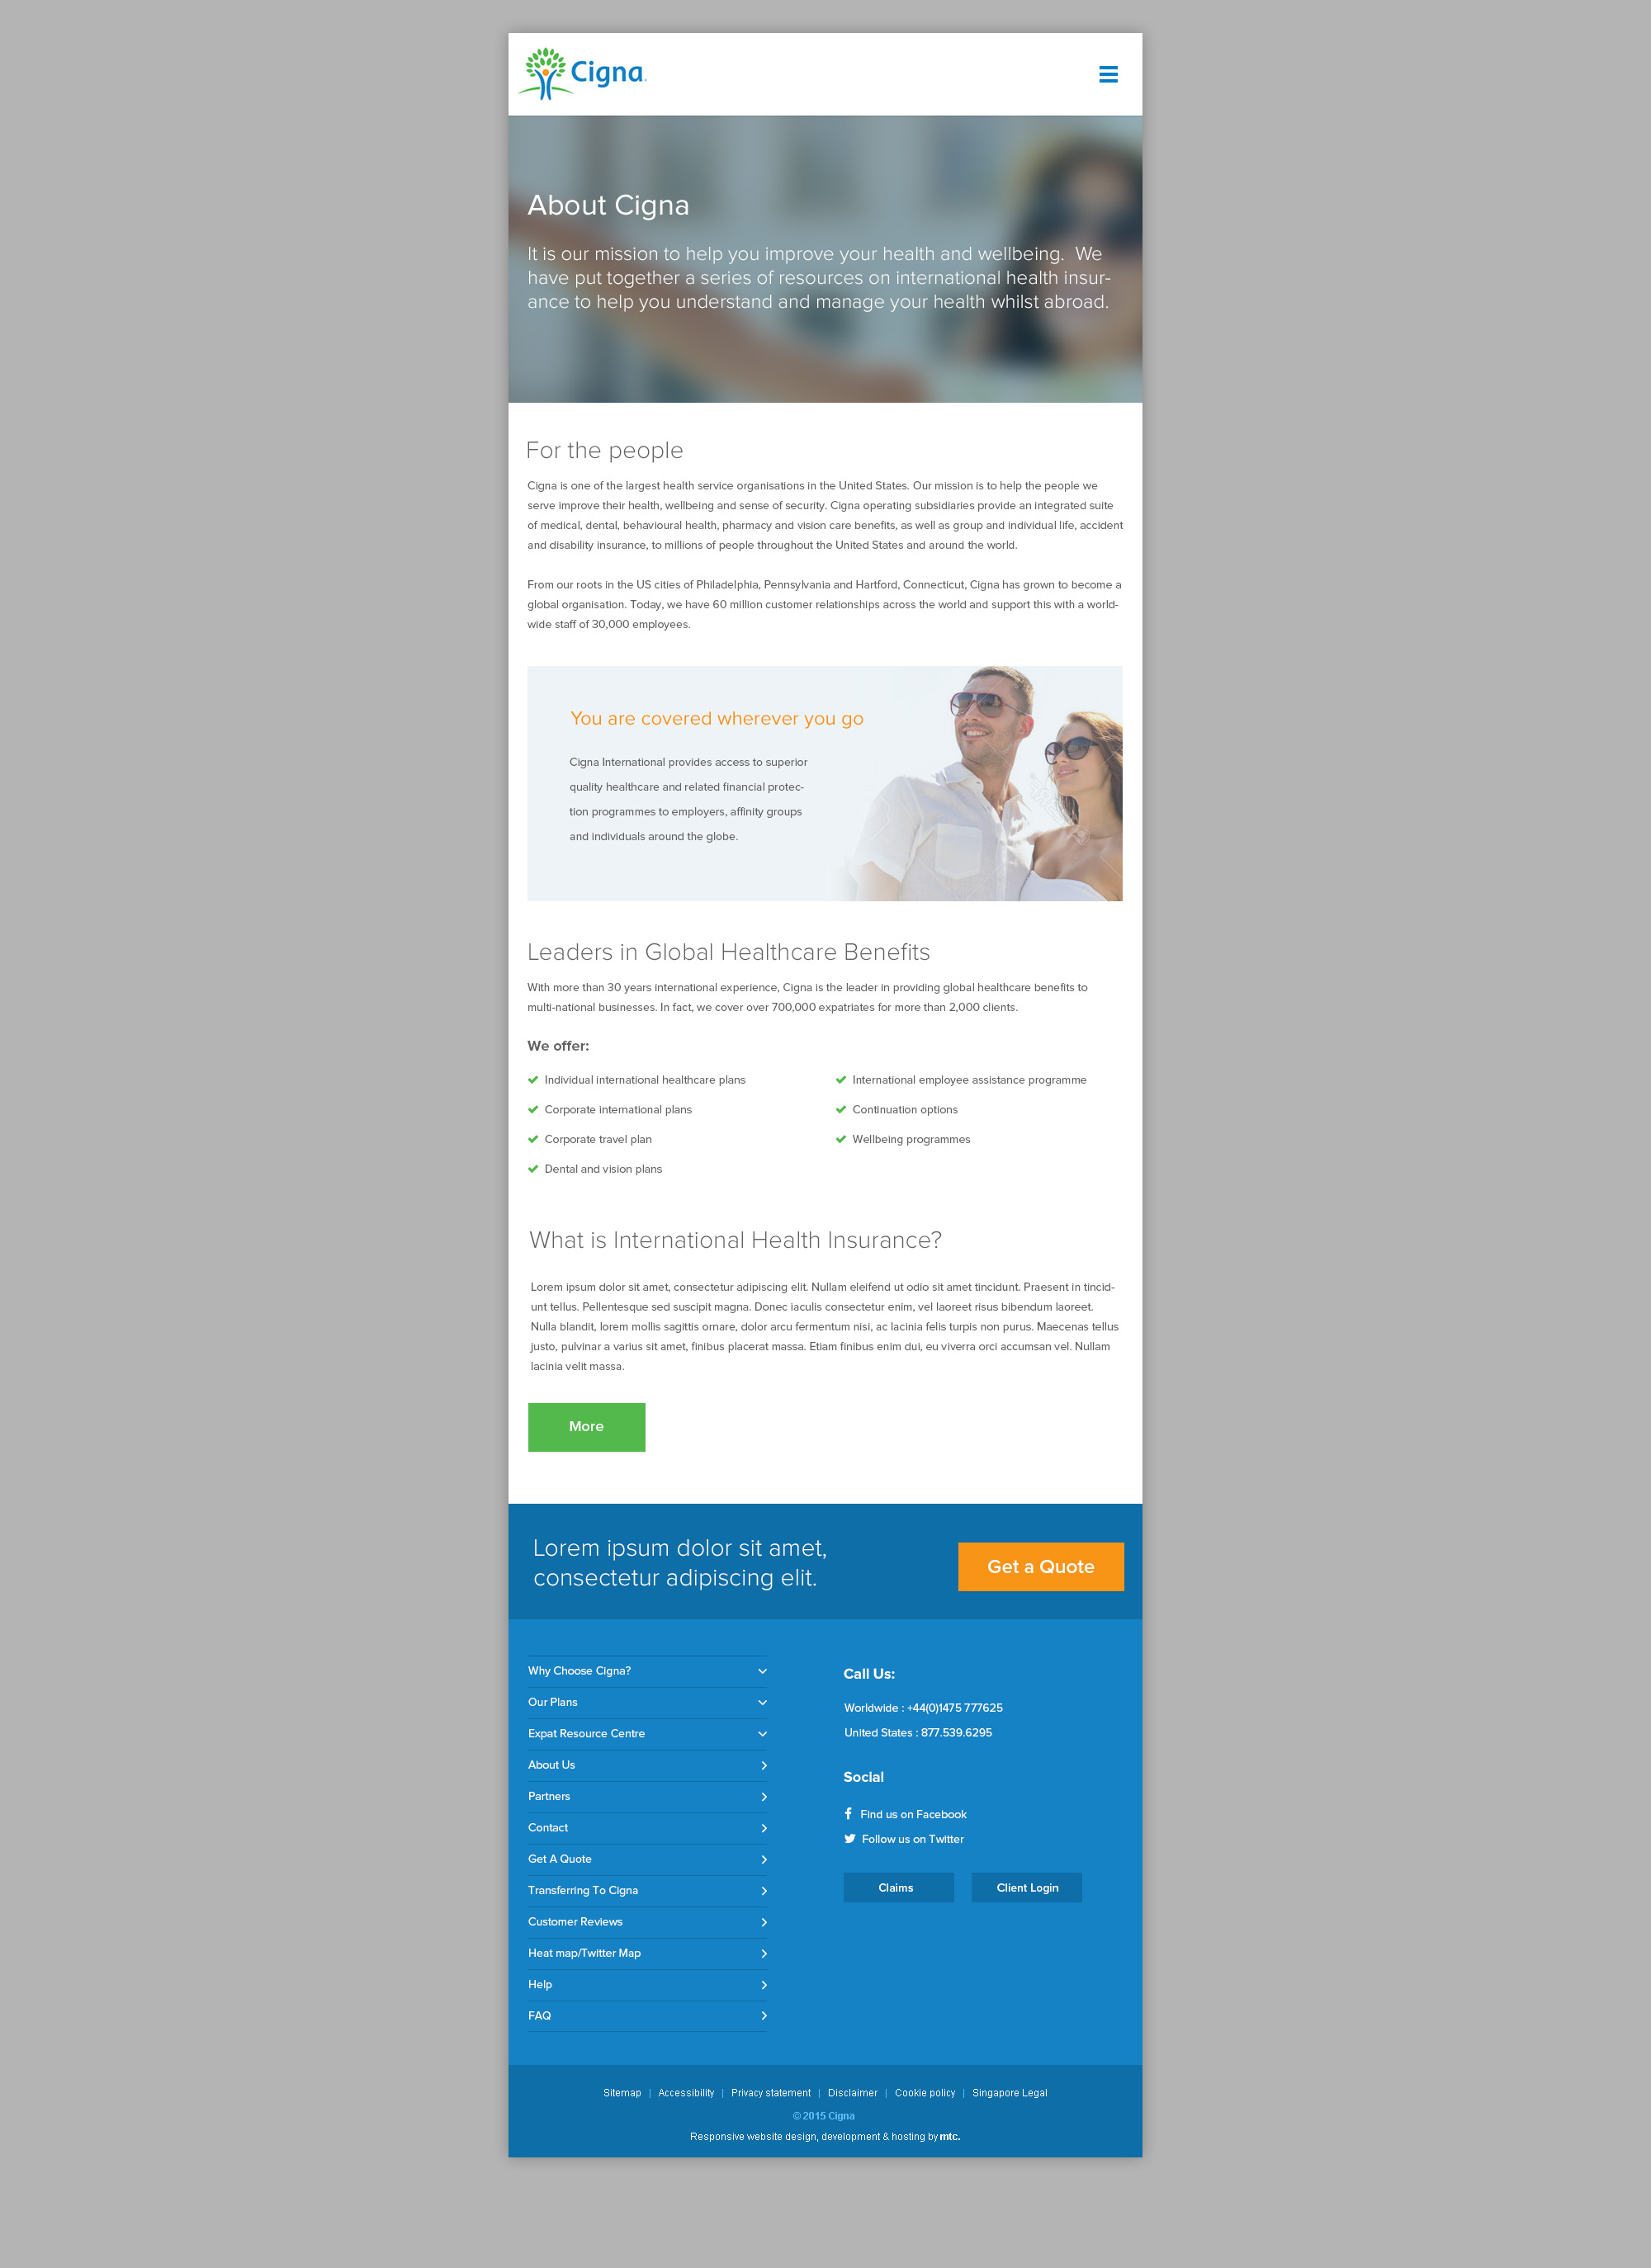 Cigna
About Cigna
It is our mission to help you improve your health and wellbeing.  We
have put together a series of resources on international health insur-
ance to help you understand and manage your health whilst abroad.
For the people
Cigna is one of the largest health service organisations in the United States. Our mission is to help the people we
serve improve their health, wellbeing and sense of security. Cigna operating subsidiaries provide an integrated suite
of medical, dental, behavioural health, pharmacy and vision care benefits, as well as group and individual life, accident
and disability insurance, to millions of people throughout the United States and around the world.
From our roots in the US cities of Philadelphia, Pennsylvania and Hartford, Connecticut, Cigna has grown to become a
global organisation. Today, we have 60 million customer relationships across the world and support this with a world-
wide staff of 30,000 employees.
You are covered wherever you go
Cigna International provides access to superior
quality healthcare and related financial protec-
tion programmes to employers, affinity groups
and individuals around the globe.
Leaders in Global Healthcare Benefits
With more than 30 years international experience, Cigna is the leader in providing global healthcare benefits to
multi-national businesses. In fact, we cover over 700,000 expatriates for more than 2,000 clients.
We offer:
Individual international healthcare plans
Corporate international plans
Corporate travel plan
Dental and vision plans
International employee assistance programme
Continuation options
Wellbeing programmes
What is International Health Insurance?
Lorem ipsum dolor sit amet, consectetur adipiscing elit. Nullam eleifend ut odio sit amet tincidunt. Praesent in tincid-
unt tellus. Pellentesque sed suscipit magna. Donec iaculis consectetur enim, vel laoreet risus bibendum laoreet.
Nulla blandit, lorem mollis sagittis ornare, dolor arcu fermentum nisi, ac lacinia felis turpis non purus. Maecenas tellus
justo, pulvinar a varius sit amet, finibus placerat massa. Etiam finibus enim dui, eu viverra orci accumsan vel. Nullam
lacinia velit massa.
More
Lorem ipsum dolor sit amet,
consectetur adipiscing elit.
Get a Quote
Why Choose Cigna?
Our Plans
Expat Resource Centre
About Us
Partners
Contact
Get A Quote
Transferring To Cigna
Customer Reviews
Heat map/Twitter Map
Help
FAQ
Call Us:
Worldwide : +44(0)1475 777625
United States : 877.539.6295
Social
Find us on Facebook
Follow us on Twitter
Claims
Client Login
Sitemap | Accessibility | Privacy statement | Disclaimer | Cookie policy | Singapore Legal
© 2015 Cigna
Responsive website design, development & hosting by mtc.